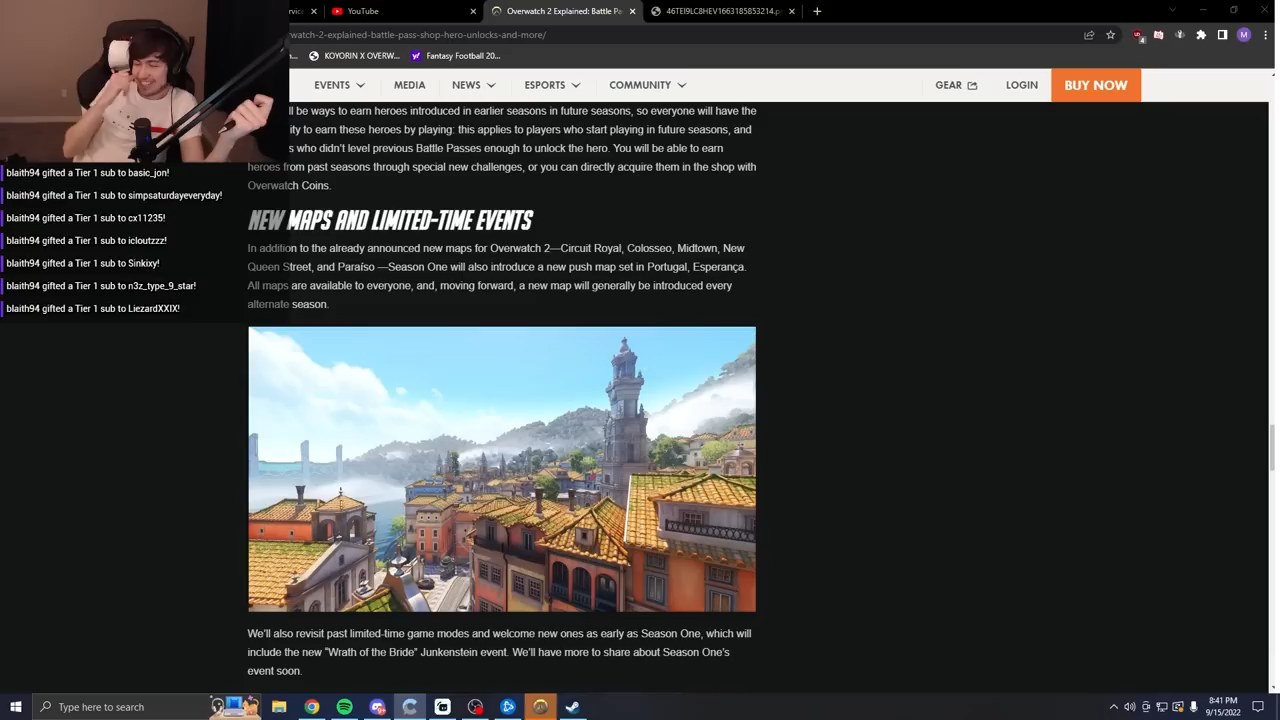 YouTube
Overwatch 2 Explained: Battle Pa
46TEI9LC8HEV1663185853214.p
watch-2-explained-battle-pass-shop-hero-unlocks-and-more/
KOYORIN X OVERW...
Fantasy Football 20...
EVENTS
MEDIA
NEWS
ESPORTS
COMMUNITY
GEAR
LOGIN
BUY NOW
ll be ways to earn heroes introduced in earlier seasons in future seasons, so everyone will have the
ity to earn these heroes by playing: this applies to players who start playing in future seasons, and
s who didn't level previous Battle Passes enough to unlock the hero. You will be able to earn
heroes from past seasons through special new challenges, or you can directly acquire them in the shop with
Overwatch Coins.
blaith94 gifted a Tier 1 sub to basic_jon!
blaith94 gifted a Tier 1 sub to simpsaturdayeveryday!
blaith94 gifted a Tier 1 sub to cx11235!
blaith94 gifted a Tier 1 sub to icloutzzz!
blaith94 gifted a Tier 1 sub to Sinkixy!
blaith94 gifted a Tier 1 sub to n3z_type_9_star!
blaith94 gifted a Tier 1 sub to LiezardXXIX!
NEW MAPS AND LIMITED-TIME EVENTS
In addition to the already announced new maps for Overwatch 2—Circuit Royal, Colosseo, Midtown, New
Queen Street, and Paraíso —Season One will also introduce a new push map set in Portugal, Esperança.
All maps are available to everyone, and, moving forward, a new map will generally be introduced every
alternate season.
We'll also revisit past limited-time game modes and welcome new ones as early as Season One, which will
include the new “Wrath of the Bride” Junkenstein event. We'll have more to share about Season One's
event soon.
Type here to search
8:41 PM
9/15/2022